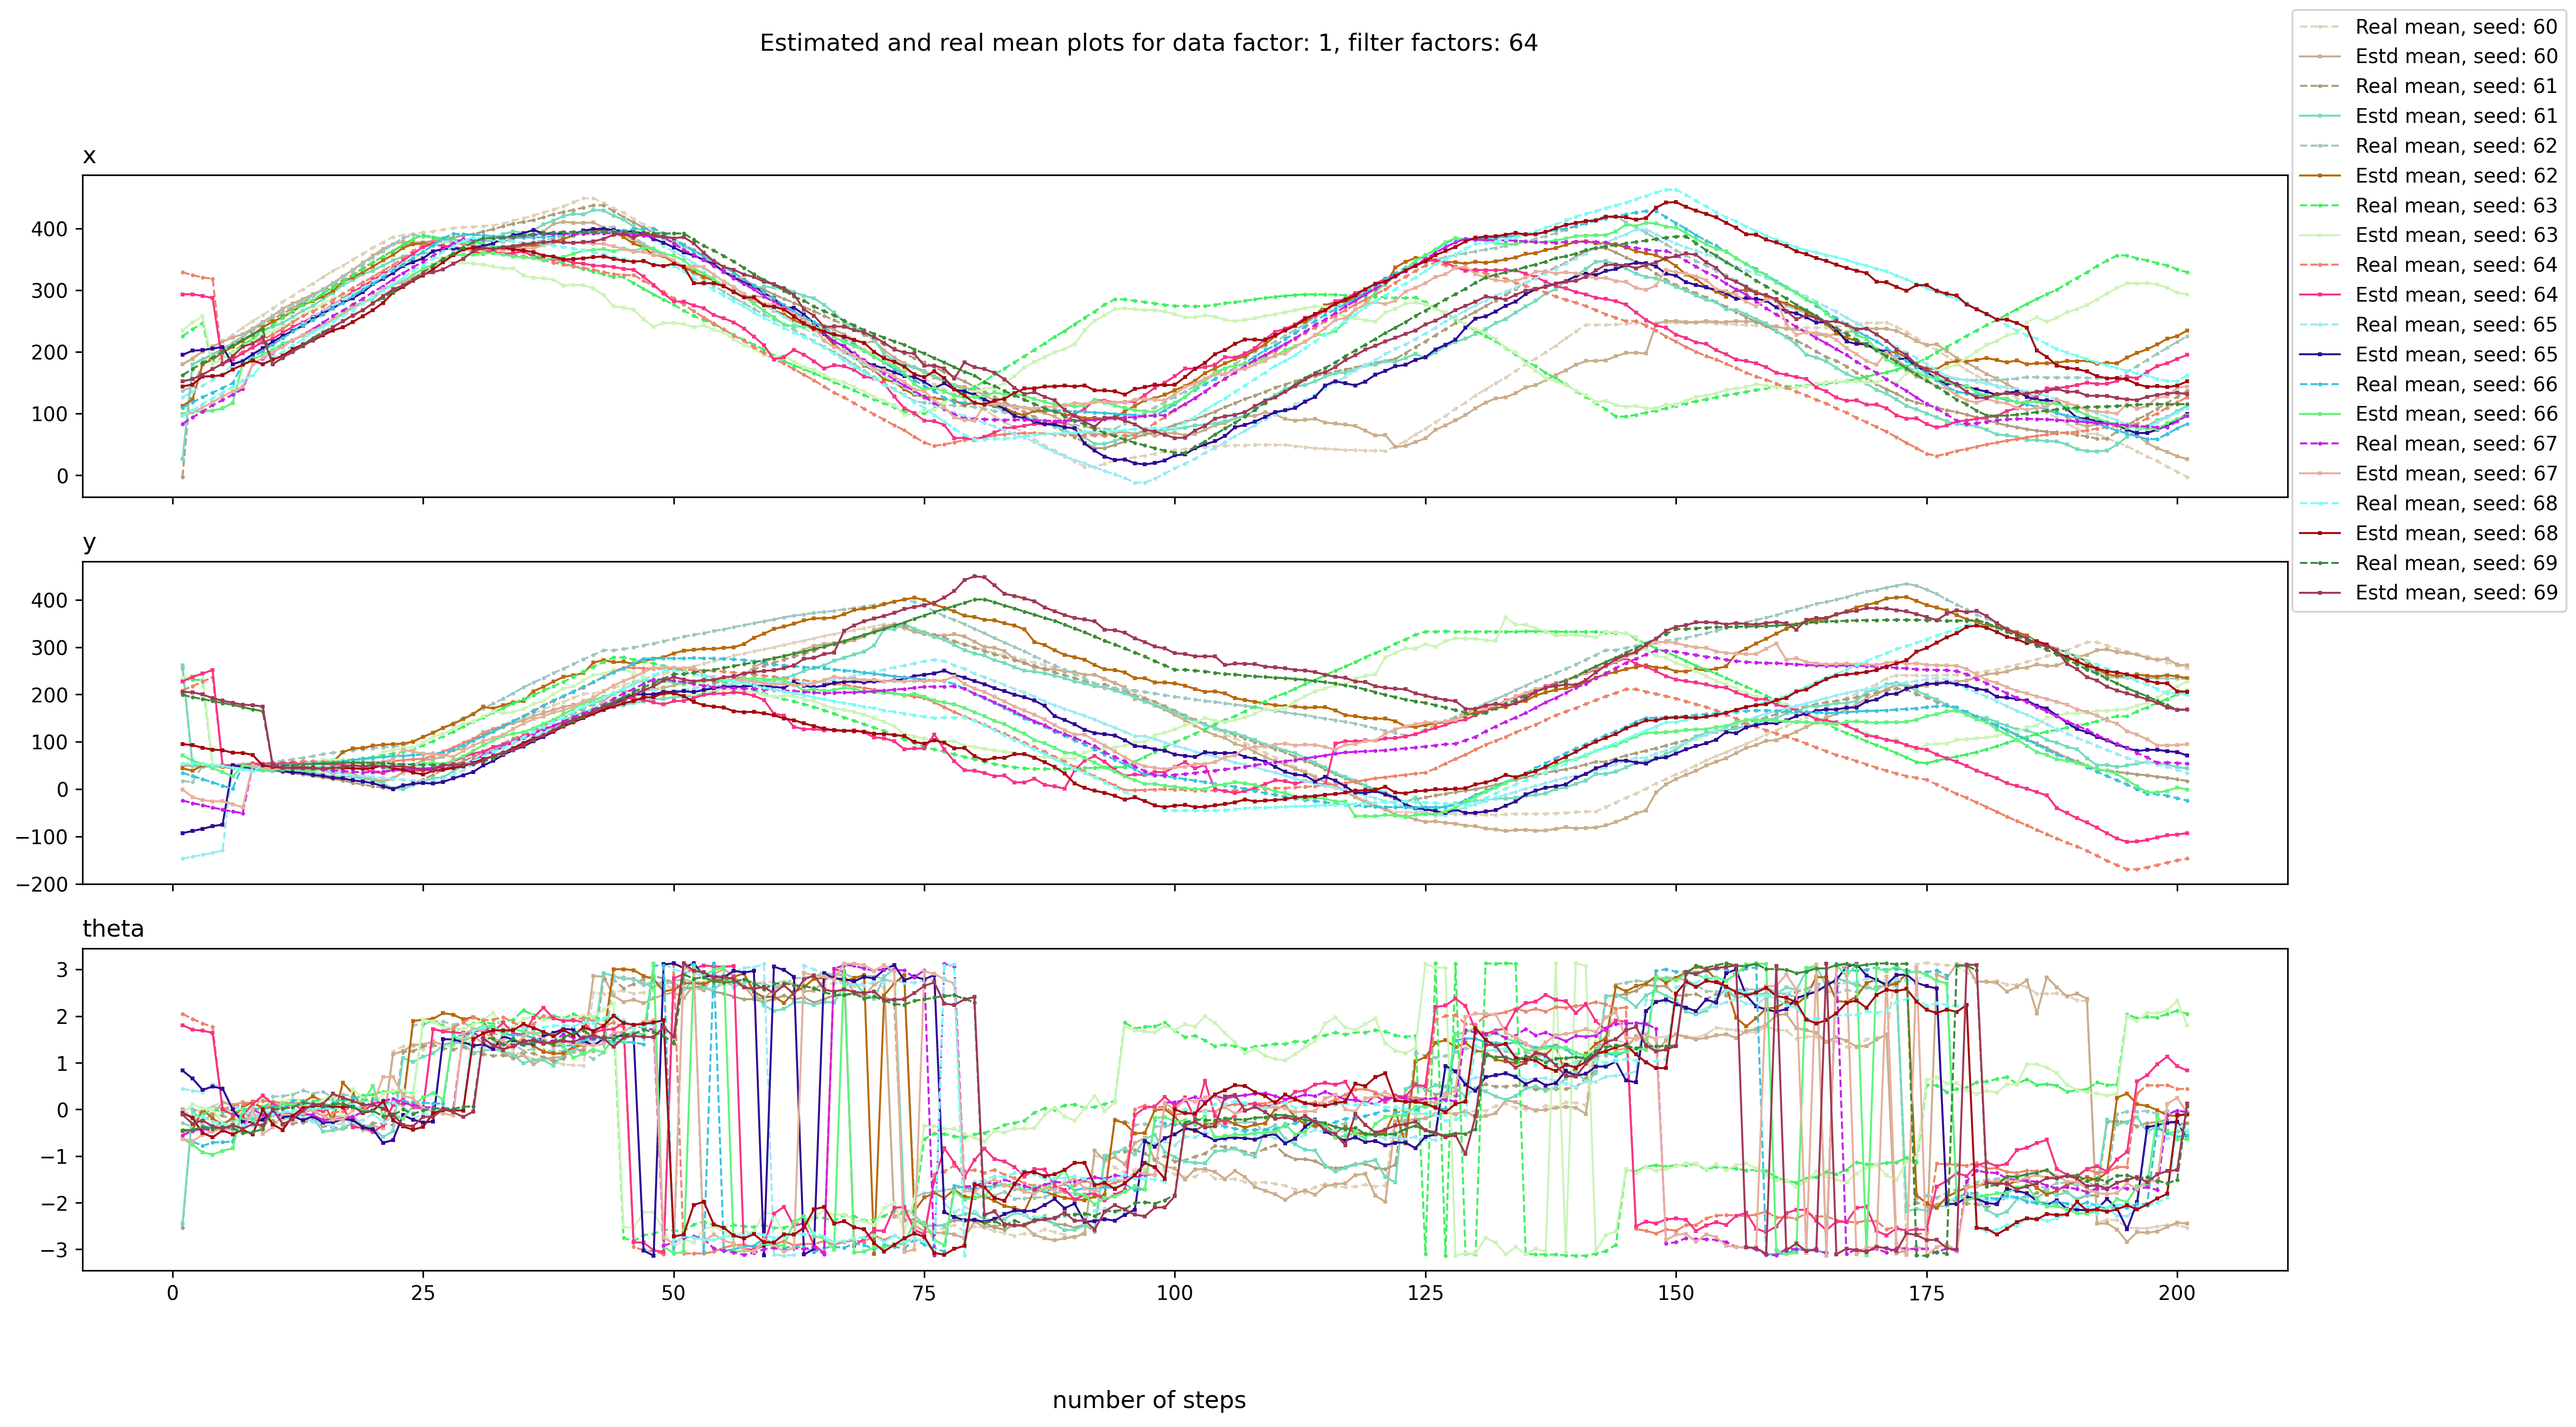 Estimated and real mean plots for data factor: 1, filter factors: 64
Real mean, seed: 60
Estd mean, seed: 60
Real mean, seed: 61
Estd mean, seed: 61
Real mean, seed: 62
Estd mean, seed: 62
Real mean, seed: 63
Estd mean, seed: 63
Real mean, seed: 64
Estd mean, seed: 64
Real mean, seed: 65
Estd mean, seed: 65
Real mean, seed: 66
Estd mean, seed: 66
Real mean, seed: 67
Estd mean, seed: 67
Real mean, seed: 68
Estd mean, seed: 68
Real mean, seed: 69
Estd mean, seed: 69
x
400
300
200
100
0
y
400
300
200
100
0
−100
−200
theta
3
2
1
0
−1
−2
−3
0 25 50 75 100 125 150 175 200
number of steps